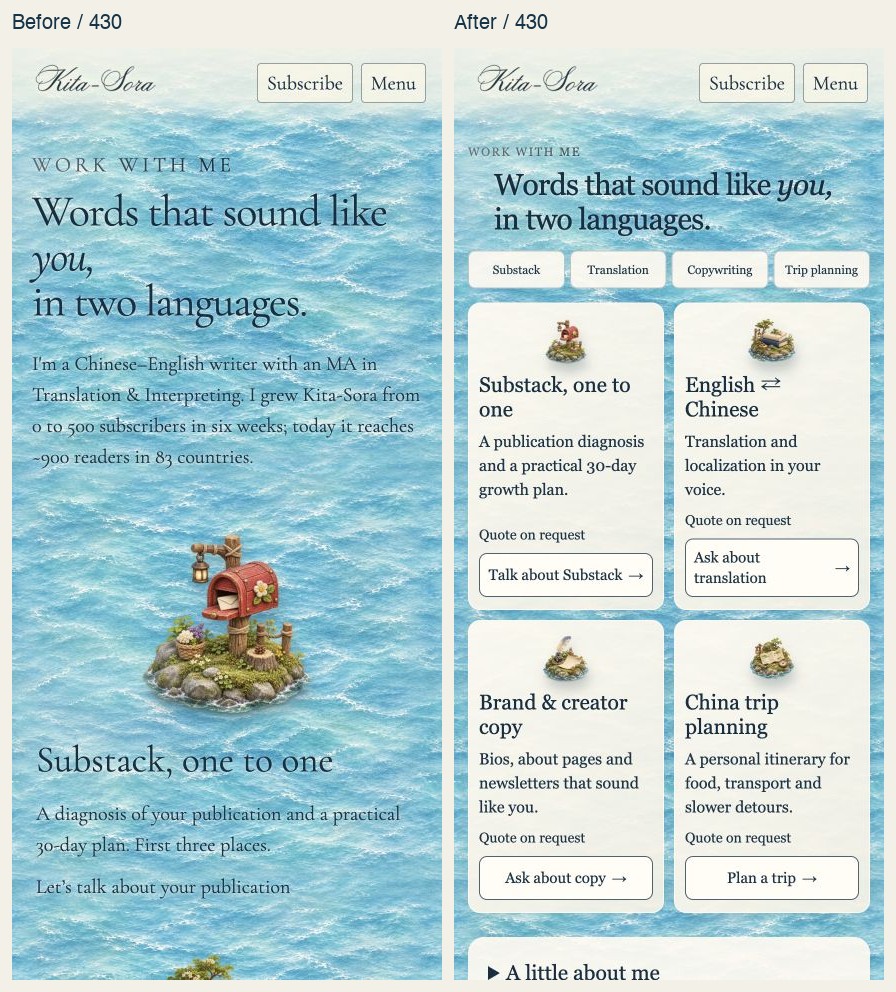 Before / 430
Kita-Sora
Subscribe
Menu
WORK WITH ME
Words that sound like
you,
in two languages.
I'm a Chinese–English writer with an MA in
Translation & Interpreting. I grew Kita-Sora from
0 to 500 subscribers in six weeks; today it reaches
~900 readers in 83 countries.
Substack, one to one
A diagnosis of your publication and a practical
30-day plan. First three places.
Let's talk about your publication
After / 430
Kita-Sora
Subscribe
Menu
WORK WITH ME
Words that sound like you,
in two languages.
Substack
Translation
Copywriting
Trip planning
Substack, one to
one
A publication diagnosis
and a practical 30-day
growth plan.
Quote on request
Talk about Substack →
English ⇄
Chinese
Translation and
localization in your
voice.
Quote on request
Ask about
translation →
Brand & creator
copy
Bios, about pages and
newsletters that sound
like you.
Quote on request
Ask about copy →
China trip
planning
A personal itinerary for
food, transport and
slower detours.
Quote on request
Plan a trip →
▶ A little about me